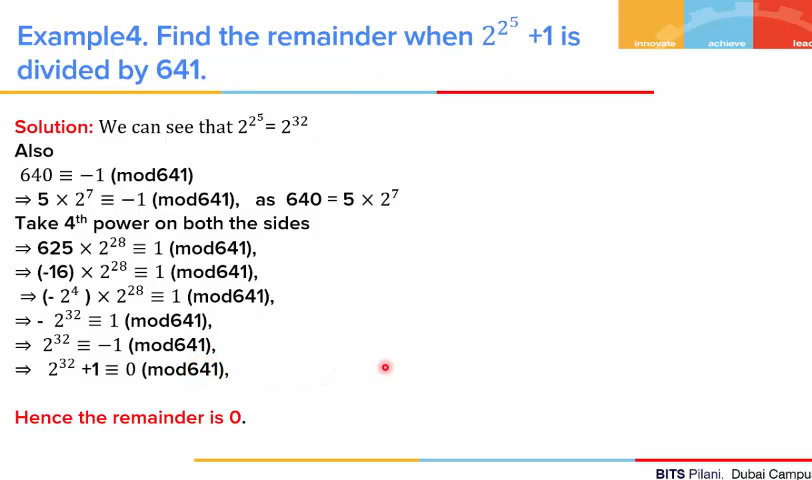 Example4. Find the remainder when 2^{2^5} +1 is
divided by 641.
innovate achieve lead
Solution: We can see that 2^{2^5}= 2^{32}
Also
640 ≡ −1 (mod641)
⇒ 5 × 2^7 ≡ −1 (mod641), as 640 = 5 × 2^7
Take 4^{th} power on both the sides
⇒ 625 × 2^{28} ≡ 1 (mod641),
⇒ (-16) × 2^{28} ≡ 1 (mod641),
⇒ (- 2^4 ) × 2^{28} ≡ 1 (mod641),
⇒ - 2^{32} ≡ 1 (mod641),
⇒ 2^{32} ≡ −1 (mod641),
⇒ 2^{32} +1 ≡ 0 (mod641),
Hence the remainder is 0.
BITS Pilani, Dubai Campu